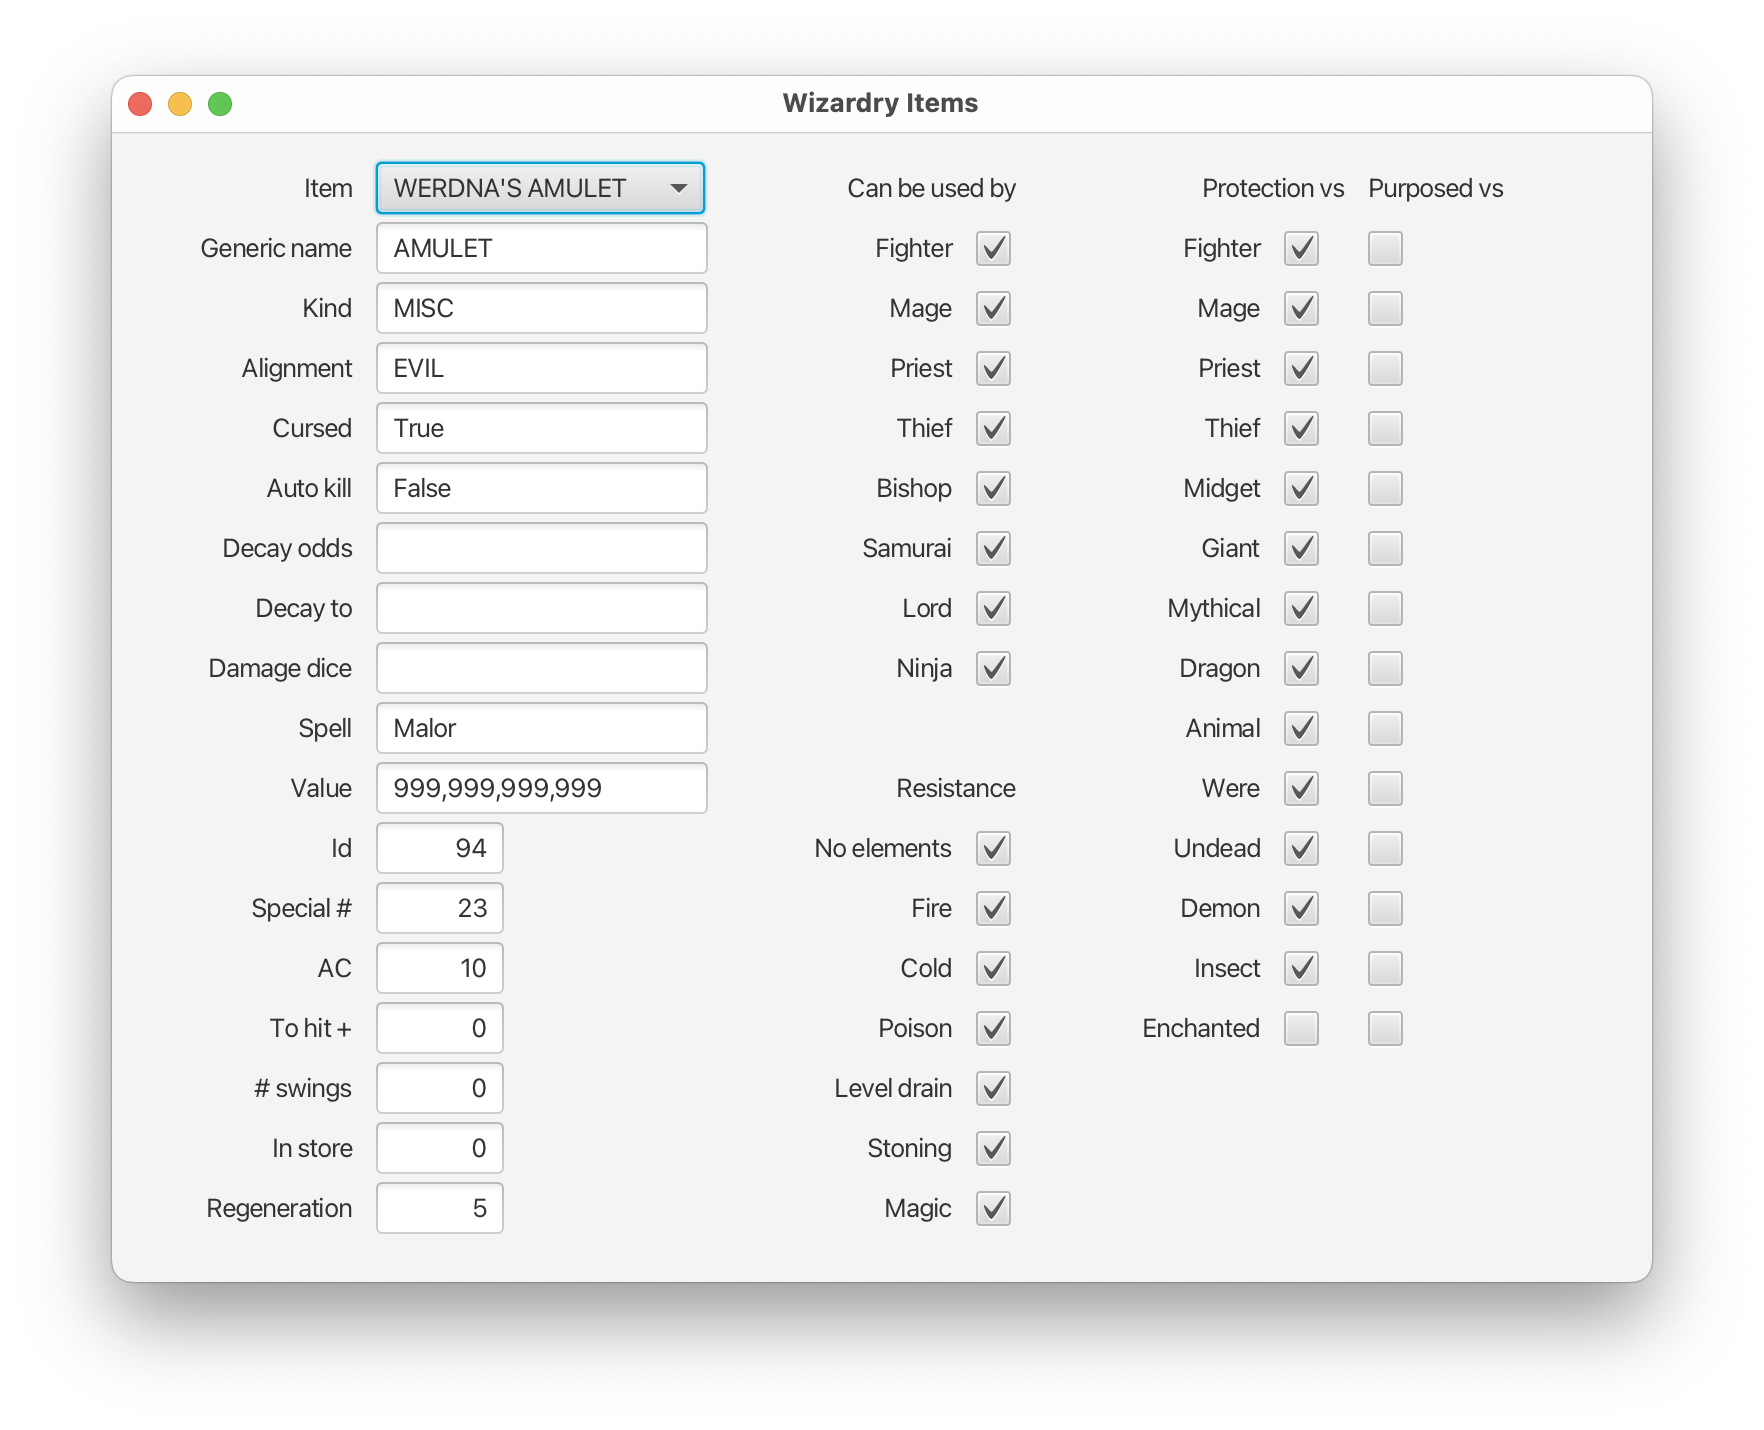 Wizardry Items
Item WERDNA'S AMULET Can be used by Protection vs Purposed vs
Generic name AMULET Fighter Fighter
Kind MISC Mage Mage
Alignment EVIL Priest Priest
Cursed True Thief Thief
Auto kill False Bishop Midget
Decay odds Samurai Giant
Decay to Lord Mythical
Damage dice Ninja Dragon
Spell Malor Animal
Value 999,999,999,999 Resistance Were
Id 94 No elements Undead
Special # 23 Fire Demon
AC 10 Cold Insect
To hit + 0 Poison Enchanted
# swings 0 Level drain
In store 0 Stoning
Regeneration 5 Magic